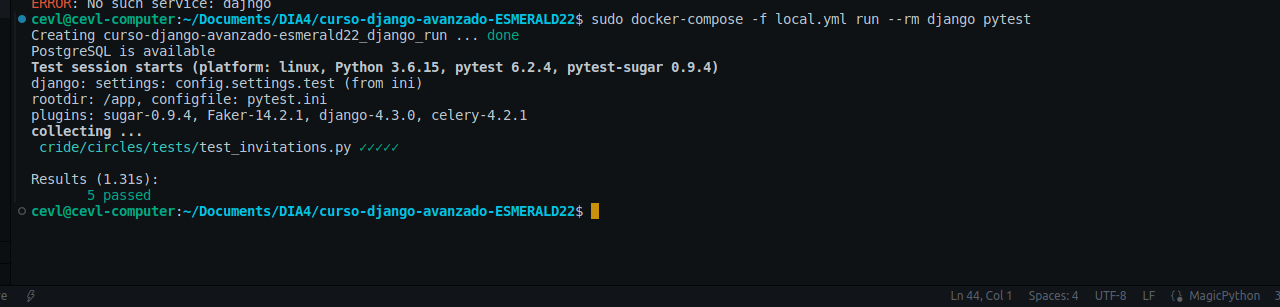 ERROR: No such service: dajngo
cevl@cevl-computer:~/Documents/DIA4/curso-django-avanzado-ESMERALD22$ sudo docker-compose -f local.yml run --rm django pytest
Creating curso-django-avanzado-esmerald22_django_run ... done
PostgreSQL is available
Test session starts (platform: linux, Python 3.6.15, pytest 6.2.4, pytest-sugar 0.9.4)
django: settings: config.settings.test (from ini)
rootdir: /app, configfile: pytest.ini
plugins: sugar-0.9.4, Faker-14.2.1, django-4.3.0, celery-4.2.1
collecting ...
cride/circles/tests/test_invitations.py ✓✓✓✓✓
Results (1.31s):
5 passed
cevl@cevl-computer:~/Documents/DIA4/curso-django-avanzado-ESMERALD22$
Ln 44, Col 1 Spaces: 4 UTF-8 LF MagicPython